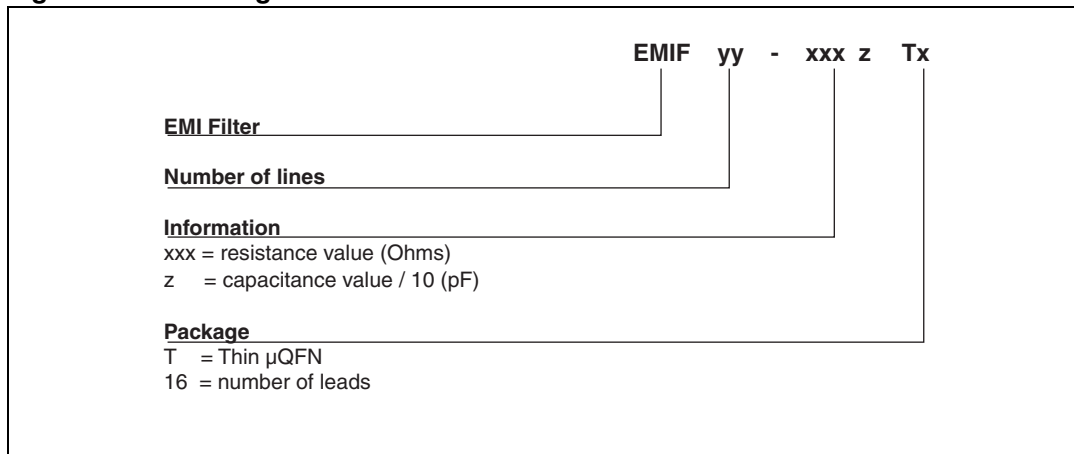 EMIF yy - xxx z Tx
EMI Filter
Number of lines
Information
xxx = resistance value (Ohms)
z = capacitance value / 10 (pF)
Package
T = Thin µQFN
16 = number of leads